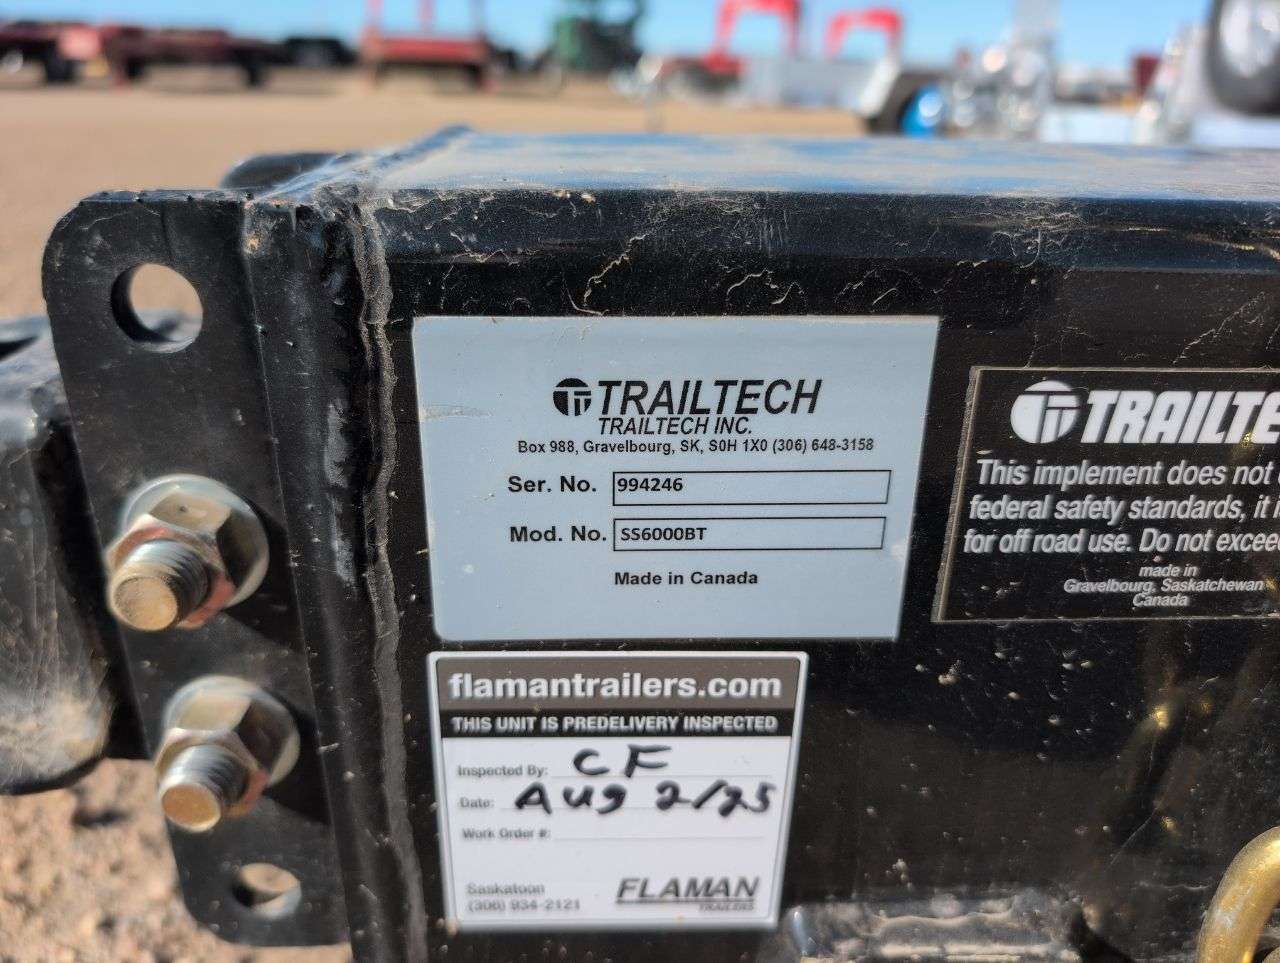 TRAILTECH
TRAILTECH INC.
Box 988, Gravelbourg, SK, S0H 1X0 (306) 648-3158
Ser. No. 994246
Mod. No. SS6000BT
Made in Canada
TRAILTE
This implement does not
federal safety standards, it
for off road use. Do not excee
made in
Gravelbourg, Saskatchewan
Canada
flamantrailers.com
THIS UNIT IS PREDELIVERY INSPECTED
Inspected By: CF
Date: Aug 2/25
Work Order #:
Saskatoon
(306) 934-2121
FLAMAN
TRAILERS